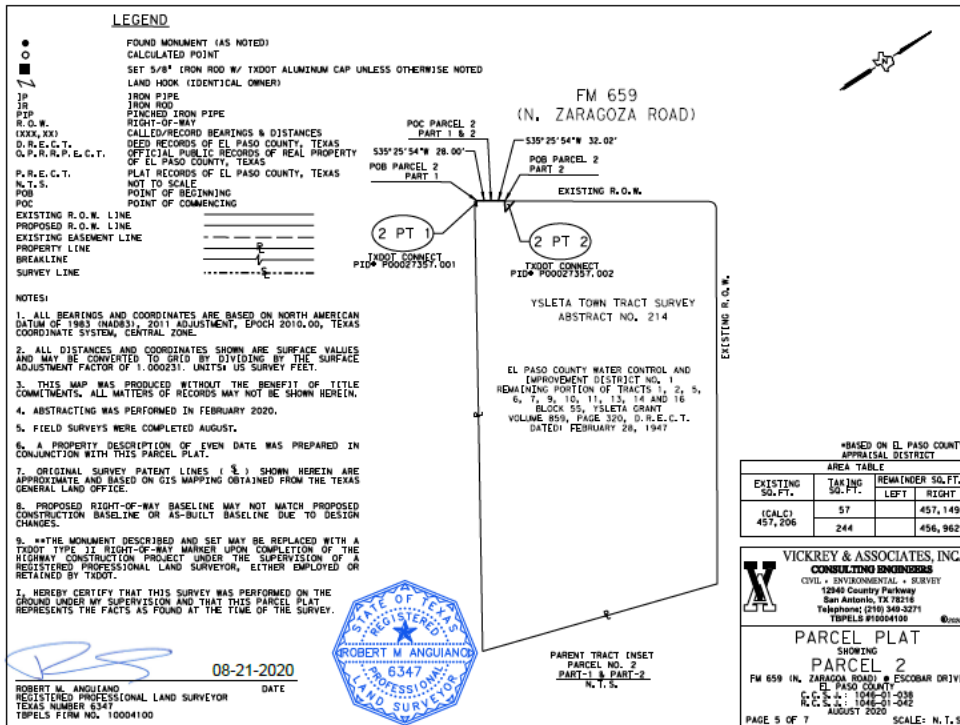 LEGEND
FOUND MONUMENT (AS NOTED)
CALCULATED POINT
SET 5/8" IRON ROD W/ TXDOT ALUMINUM CAP UNLESS OTHERWISE NOTED
LAND HOOK (IDENTICAL OWNER)
IP IRON PIPE
IR IRON ROD
PIP PINCHED IRON PIPE
R.O.W. RIGHT-OF-WAY
(XXX.XX) CALLED/RECORD BEARINGS & DISTANCES
D.R.E.C.T. DEED RECORDS OF EL PASO COUNTY, TEXAS
O.P.R.R.P.E.C.T. OFFICIAL PUBLIC RECORDS OF REAL PROPERTY
OF EL PASO COUNTY, TEXAS
P.R.E.C.T. PLAT RECORDS OF EL PASO COUNTY, TEXAS
N.T.S. NOT TO SCALE
POB POINT OF BEGINNING
POC POINT OF COMMENCING
EXISTING R.O.W. LINE
PROPOSED R.O.W. LINE
EXISTING EASEMENT LINE
PROPERTY LINE
BREAKLINE
SURVEY LINE
NOTES:
1. ALL BEARINGS AND COORDINATES ARE BASED ON NORTH AMERICAN
DATUM OF 1983 (NAD83), 2011 ADJUSTMENT, EPOCH 2010.00, TEXAS
COORDINATE SYSTEM, CENTRAL ZONE.
2. ALL DISTANCES AND COORDINATES SHOWN ARE SURFACE VALUES
AND MAY BE CONVERTED TO GRID BY DIVIDING BY THE SURFACE
ADJUSTMENT FACTOR OF 1.000231. UNITS: US SURVEY FEET.
3. THIS MAP WAS PRODUCED WITHOUT THE BENEFIT OF TITLE
COMMITMENTS. ALL MATTERS OF RECORDS MAY NOT BE SHOWN HEREIN.
4. ABSTRACTING WAS PERFORMED IN FEBRUARY 2020.
5. FIELD SURVEYS WERE COMPLETED AUGUST.
6. A PROPERTY DESCRIPTION OF EVEN DATE WAS PREPARED IN
CONJUNCTION WITH THIS PARCEL PLAT.
7. ORIGINAL SURVEY PATENT LINES ( ) SHOWN HEREIN ARE
APPROXIMATE AND BASED ON GIS MAPPING OBTAINED FROM THE TEXAS
GENERAL LAND OFFICE.
8. PROPOSED RIGHT-OF-WAY BASELINE MAY NOT MATCH PROPOSED
CONSTRUCTION BASELINE OR AS-BUILT BASELINE DUE TO DESIGN
CHANGES.
9. **THE MONUMENT DESCRIBED AND SET MAY BE REPLACED WITH A
TXDOT TYPE II RIGHT-OF-WAY MARKER UPON COMPLETION OF THE
HIGHWAY CONSTRUCTION PROJECT UNDER THE SUPERVISION OF A
REGISTERED PROFESSIONAL LAND SURVEYOR, EITHER EMPLOYED OR
RETAINED BY TXDOT.
I, HEREBY CERTIFY THAT THIS SURVEY WAS PERFORMED ON THE
GROUND UNDER MY SUPERVISION AND THAT THIS PARCEL PLAT
REPRESENTS THE FACTS AS FOUND AT THE TIME OF THE SURVEY.
08-21-2020
ROBERT M. ANGUIANO DATE
REGISTERED PROFESSIONAL LAND SURVEYOR
TEXAS NUMBER 6347
TBPELS FIRM NO. 10004100
STATE OF TEXAS
REGISTERED
ROBERT M ANGUIANO
6347
PROFESSIONAL
LAND SURVEYOR
FM 659
(N. ZARAGOZA ROAD)
POC PARCEL 2
PART 1 & 2
S35°25'54"W 32.02'
S35°25'54"W 28.00'
POB PARCEL 2
PART 1
POB PARCEL 2
PART 2
EXISTING R.O.W.
2 PT 1
TXDOT CONNECT
PID# P00027357.001
2 PT 2
TXDOT CONNECT
PID# P00027357.002
YSLETA TOWN TRACT SURVEY
ABSTRACT NO. 214
EXISTING R.O.W.
EL PASO COUNTY WATER CONTROL AND
IMPROVEMENT DISTRICT NO. 1
REMAINING PORTION OF TRACTS 1, 2, 5,
6, 7, 9, 10, 11, 13, 14 AND 16
BLOCK 55, YSLETA GRANT
VOLUME 859, PAGE 320, D.R.E.C.T.
DATED: FEBRUARY 28, 1947
PARENT TRACT INSET
PARCEL NO. 2
PART-1 & PART-2
N.T.S.
*BASED ON EL PASO COUNTY
APPRAISAL DISTRICT
AREA TABLE
EXISTING SQ.FT. TAKING SQ.FT. REMAINDER SQ.FT.
LEFT RIGHT
(CALC) 457,206
57 457,149
244 456,962
VICKREY & ASSOCIATES, INC.
CONSULTING ENGINEERS
CIVIL • ENVIRONMENTAL • SURVEY
12940 Country Parkway
San Antonio, TX 78216
Telephone: (210) 349-3271
TBPELS #10004100
PARCEL PLAT
SHOWING
PARCEL 2
FM 659 (N. ZARAGOA ROAD) @ ESCOBAR DRIVE
EL PASO COUNTY
C.C.S.J.: 1046-01-038
R.C.S.J.: 1046-01-042
AUGUST 2020
PAGE 5 OF 7 SCALE: N.T.S.